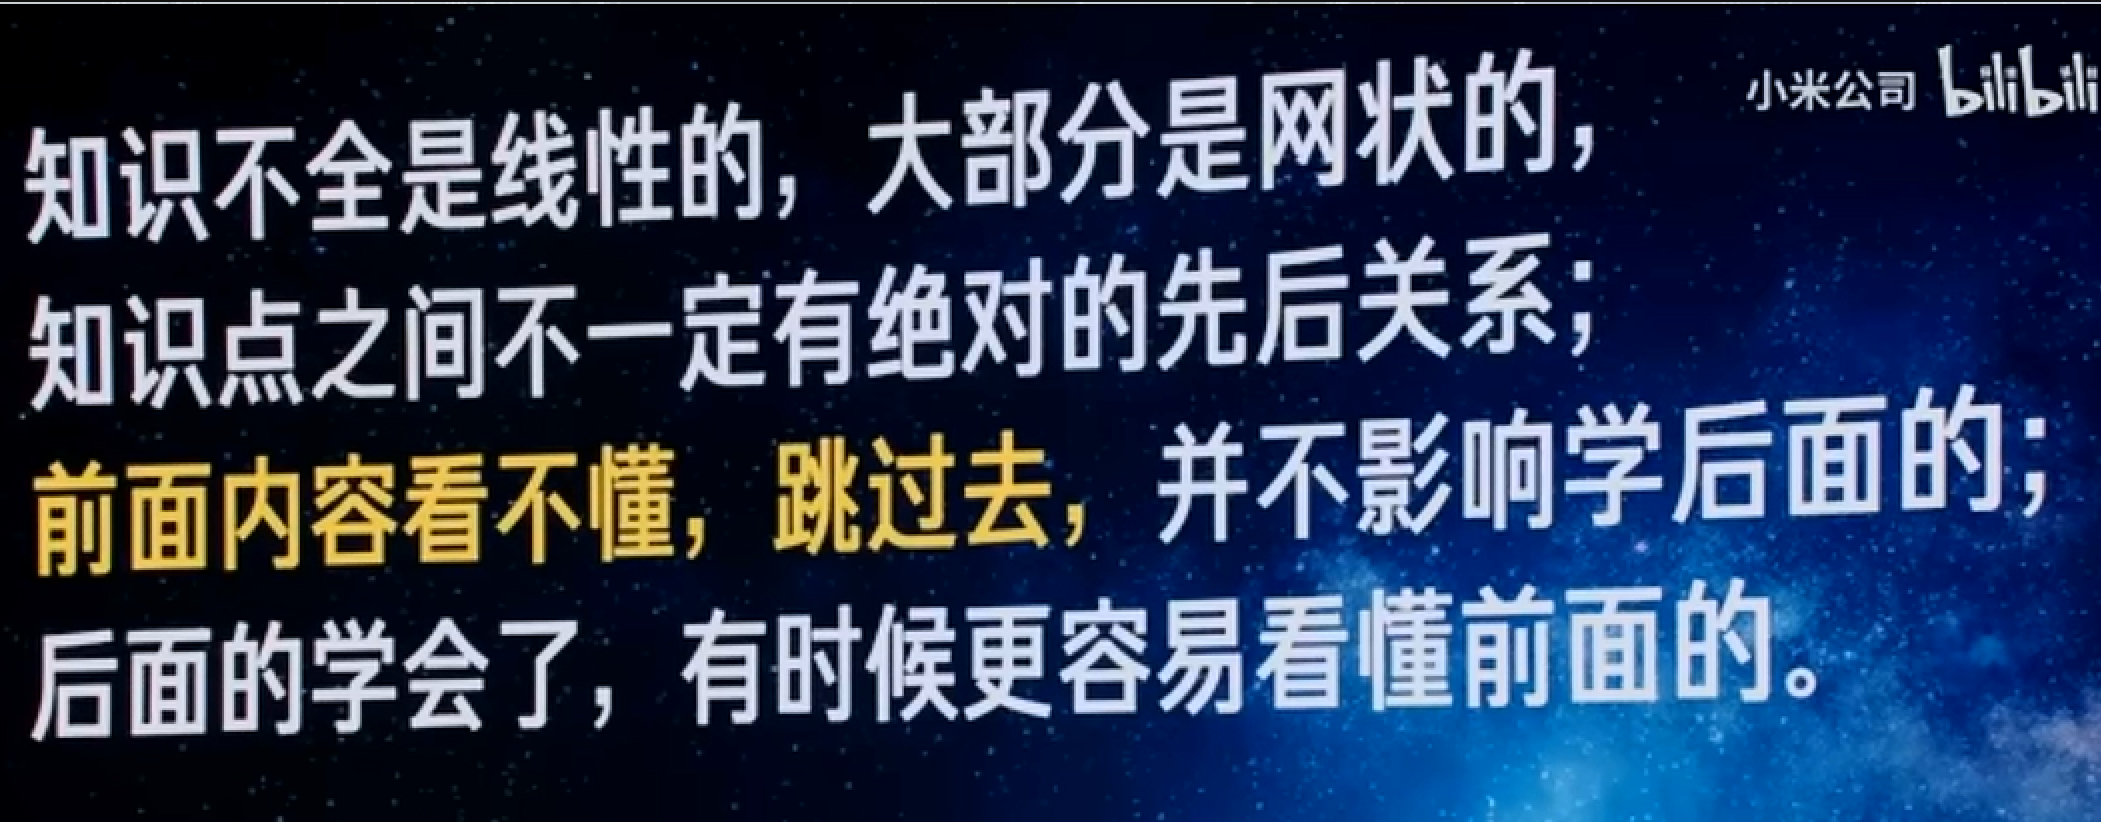 小米公司 bilibili
知识不全是线性的，大部分是网状的，
知识点之间不一定有绝对的先后关系；
前面内容看不懂，跳过去，并不影响学后面的；
后面的学会了，有时候更容易看懂前面的。